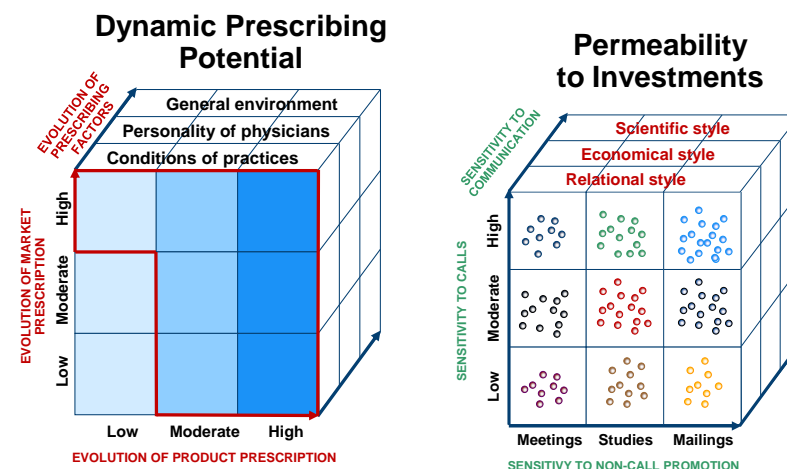 Dynamic Prescribing
Potential
EVOLUTION OF
PRESCRIBING
FACTORS
General environment
Personality of physicians
Conditions of practices
EVOLUTION OF MARKET
PRESCRIPTION
High
Moderate
Low
Low
Moderate
High
EVOLUTION OF PRODUCT PRESCRIPTION
Permeability
to Investments
SENSITIVITY TO
COMMUNICATION
Scientific style
Economical style
Relational style
SENSITIVITY TO CALLS
High
Moderate
Low
Meetings
Studies
Mailings
SENSITIVY TO NON-CALL PROMOTION